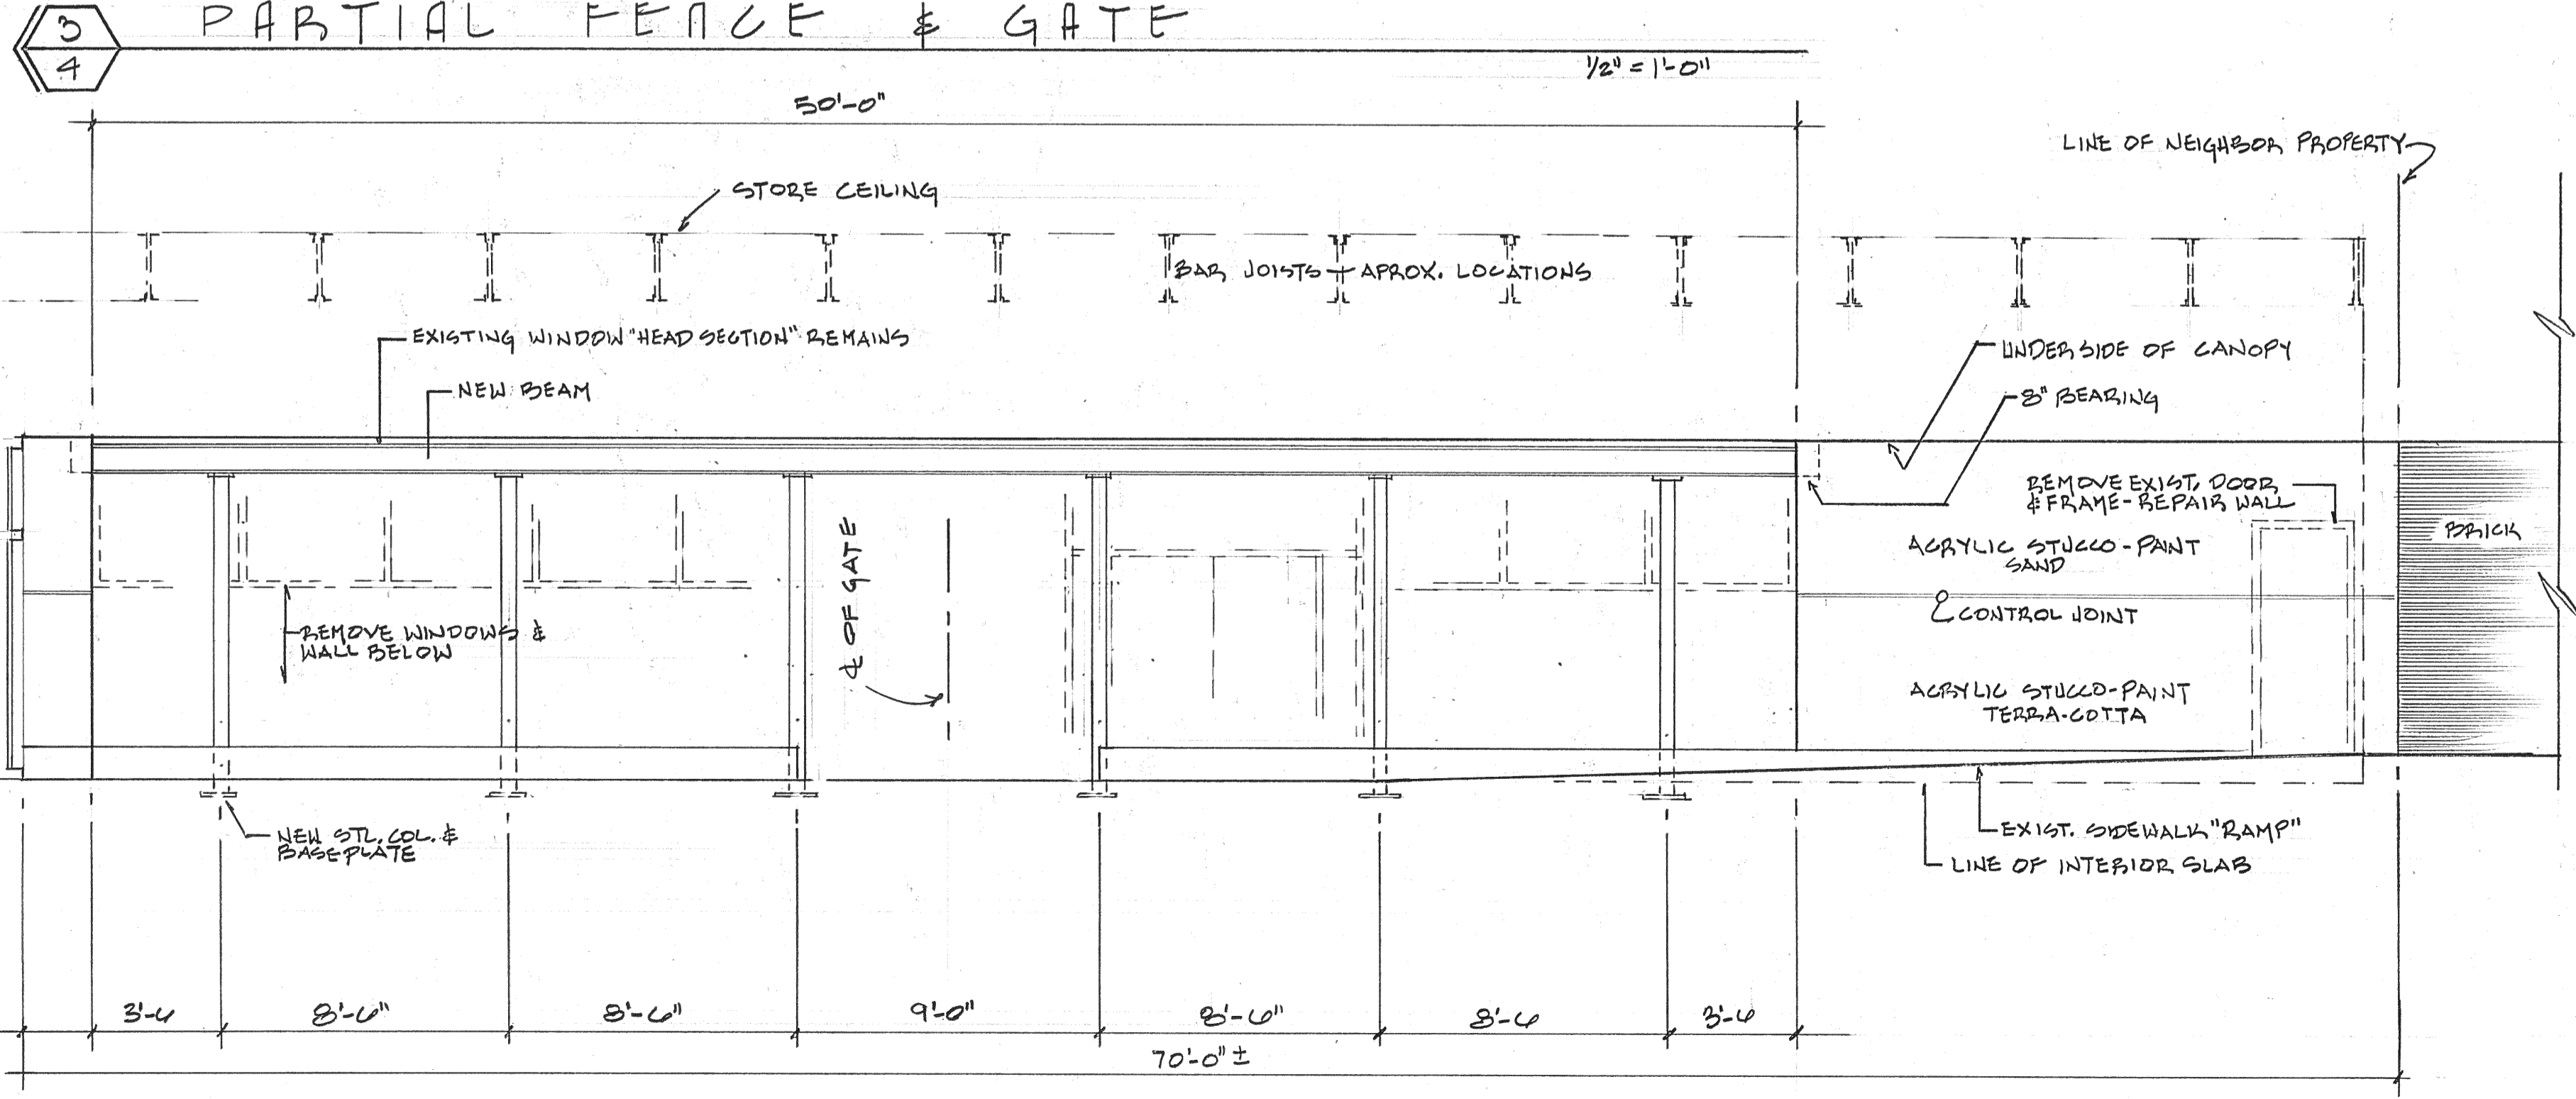 3
4
PARTIAL FENCE & GATE
1/2" = 1'-0"
50'-0"
LINE OF NEIGHBOR PROPERTY
STORE CEILING
BAR JOISTS - APROX. LOCATIONS
EXISTING WINDOW "HEAD SECTION" REMAINS
NEW BEAM
UNDERSIDE OF CANOPY
8" BEARING
REMOVE EXIST. DOOR
& FRAME - REPAIR WALL
BRICK
ACRYLIC STUCCO - PAINT
SAND
CONTROL JOINT
ACRYLIC STUCCO - PAINT
TERRA-COTTA
REMOVE WINDOWS &
WALL BELOW
℄ OF GATE
NEW STL. COL. &
BASEPLATE
EXIST. SIDEWALK "RAMP"
LINE OF INTERIOR SLAB
3'-6
8'-6"
8'-6"
9'-0"
8'-6"
8'-6
3'-6
70'-0" ±